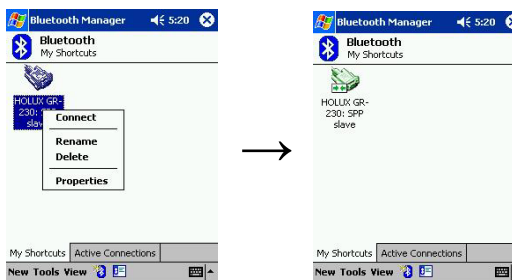 Bluetooth Manager 5:20
Bluetooth
My Shortcuts
HOLUX GR-
230: SPP
slav
Connect
Rename
Delete
Properties
My Shortcuts Active Connections
New Tools View
Bluetooth Manager 5:20
Bluetooth
My Shortcuts
HOLUX GR-
230: SPP
slave
My Shortcuts Active Connections
New Tools View